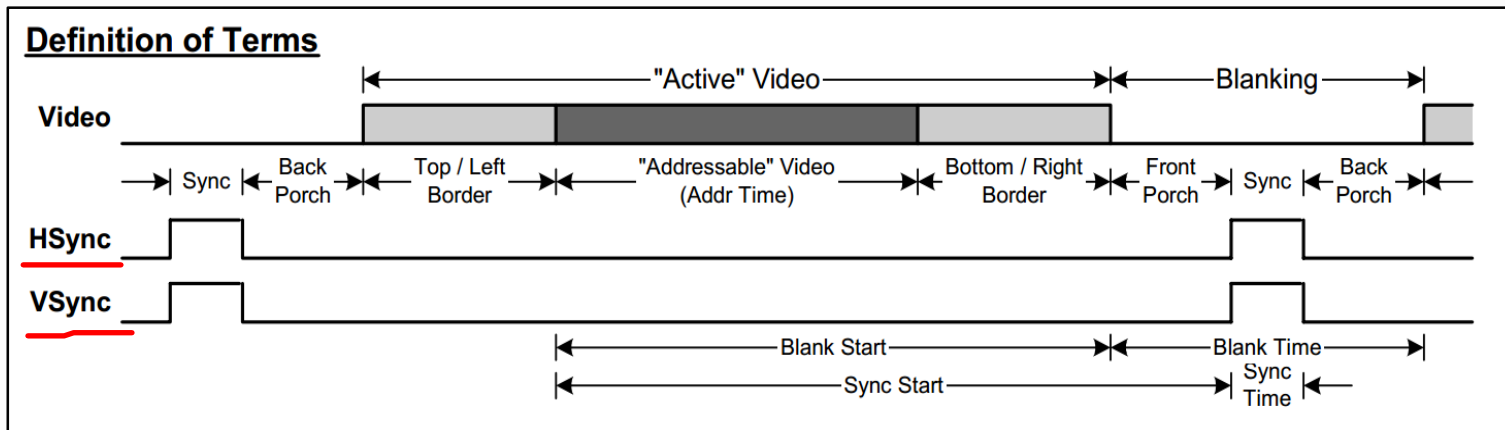 Definition of Terms
"Active" Video
Blanking
Video
Sync
Back
Porch
Top / Left
Border
"Addressable" Video
(Addr Time)
Bottom / Right
Border
Front
Porch
Sync
Back
Porch
HSync
VSync
Blank Start
Blank Time
Sync Start
Sync
Time